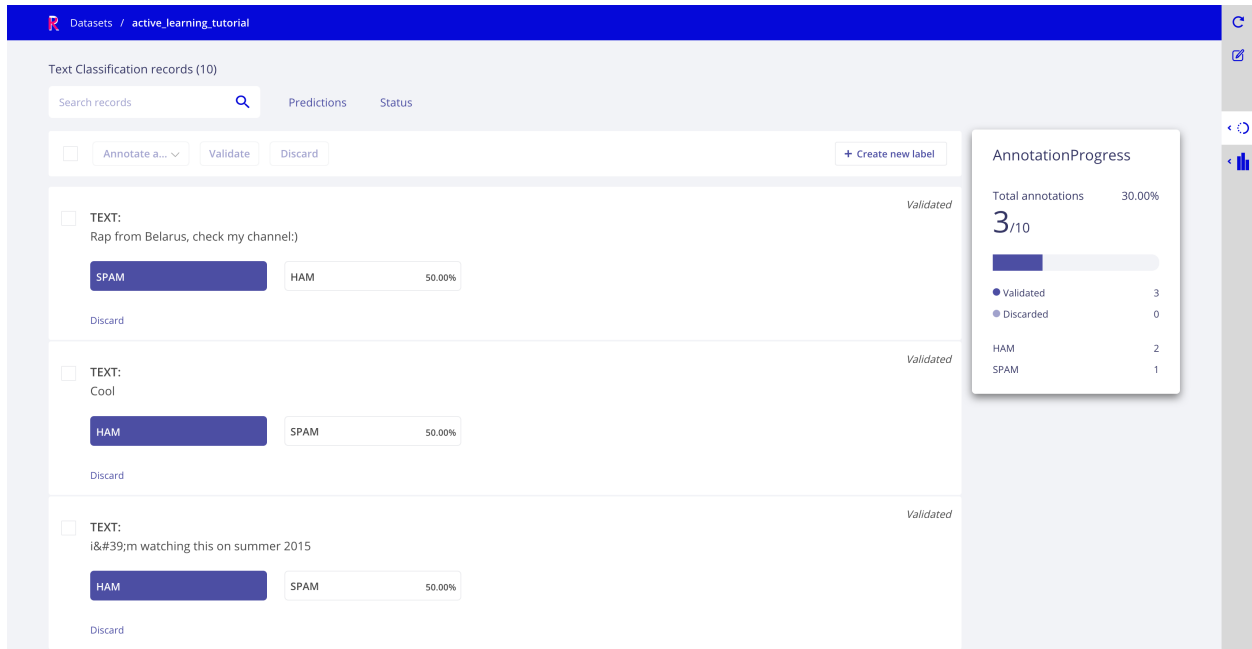 Datasets / active_learning_tutorial
Text Classification records (10)
Search records
Predictions Status
Annotate a... Validate Discard + Create new label
Validated
TEXT:
Rap from Belarus, check my channel:)
SPAM HAM 50.00%
Discard
Validated
TEXT:
Cool
HAM SPAM 50.00%
Discard
Validated
TEXT:
i&#39;m watching this on summer 2015
HAM SPAM 50.00%
Discard
AnnotationProgress
Total annotations 30.00%
3/10
Validated 3
Discarded 0
HAM 2
SPAM 1